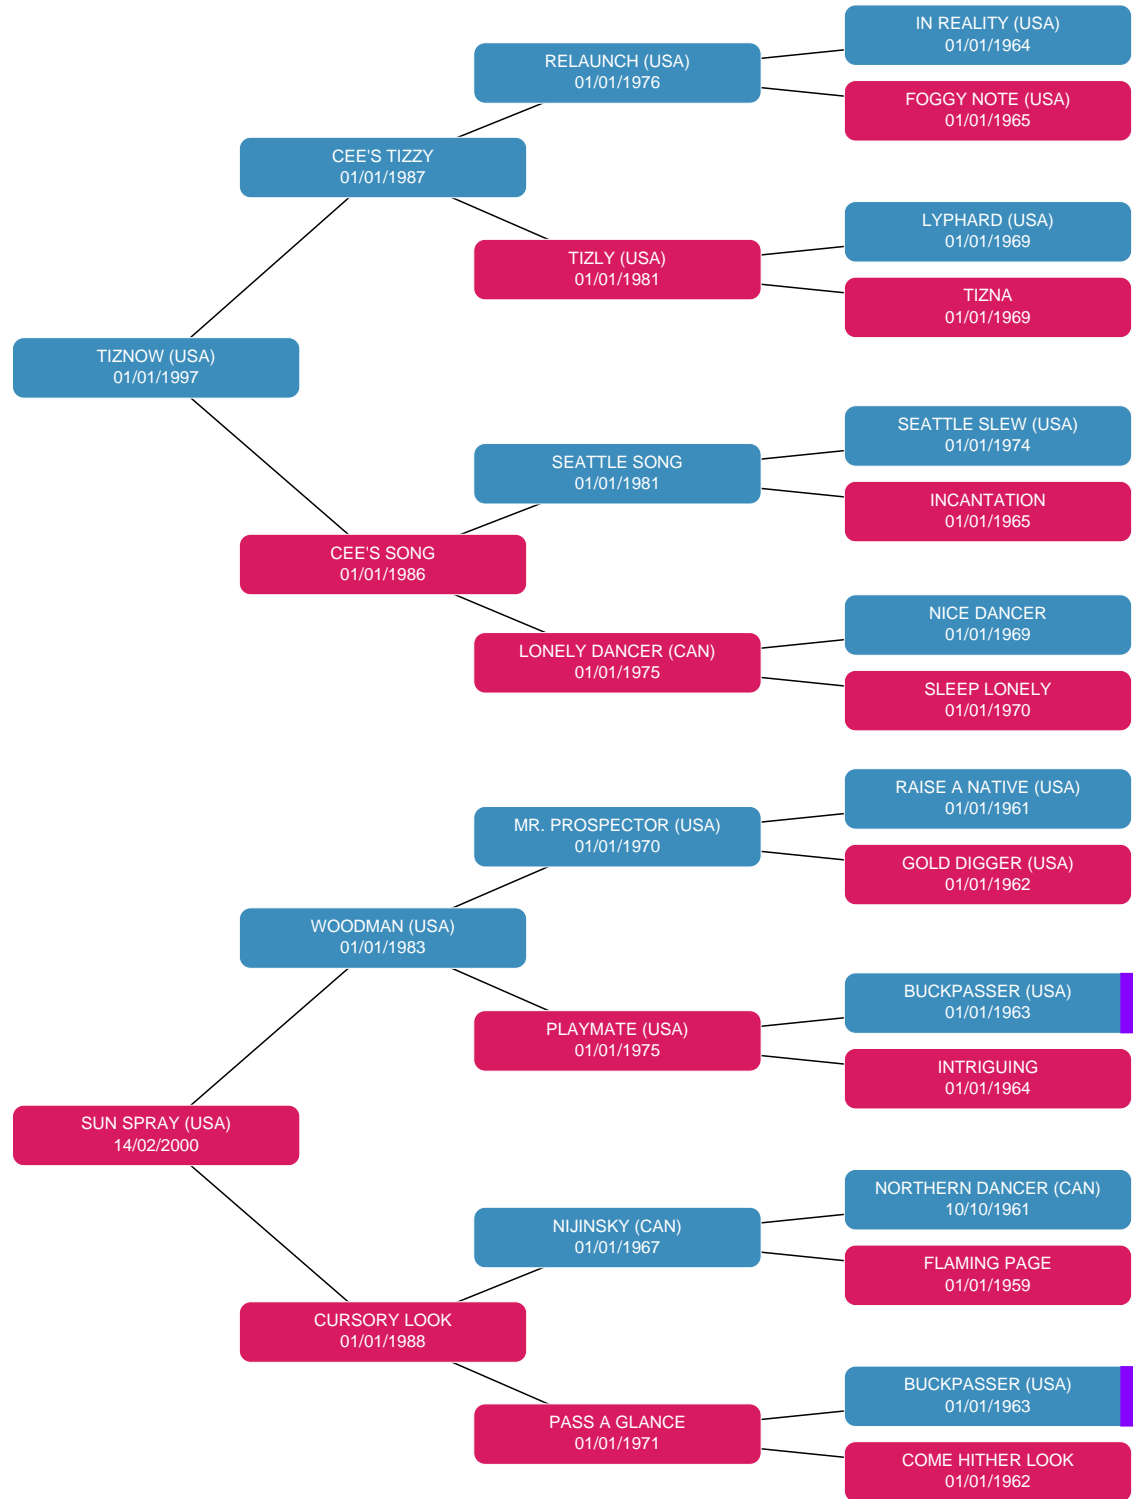 IN REALITY (USA)
01/01/1964
RELAUNCH (USA)
01/01/1976
FOGGY NOTE (USA)
01/01/1965
CEE'S TIZZY
01/01/1987
LYPHARD (USA)
01/01/1969
TIZLY (USA)
01/01/1981
TIZNA
01/01/1969
TIZNOW (USA)
01/01/1997
SEATTLE SLEW (USA)
01/01/1974
SEATTLE SONG
01/01/1981
INCANTATION
01/01/1965
CEE'S SONG
01/01/1986
NICE DANCER
01/01/1969
LONELY DANCER (CAN)
01/01/1975
SLEEP LONELY
01/01/1970
RAISE A NATIVE (USA)
01/01/1961
MR. PROSPECTOR (USA)
01/01/1970
GOLD DIGGER (USA)
01/01/1962
WOODMAN (USA)
01/01/1983
BUCKPASSER (USA)
01/01/1963
PLAYMATE (USA)
01/01/1975
INTRIGUING
01/01/1964
SUN SPRAY (USA)
14/02/2000
NORTHERN DANCER (CAN)
10/10/1961
NIJINSKY (CAN)
01/01/1967
FLAMING PAGE
01/01/1959
CURSORY LOOK
01/01/1988
BUCKPASSER (USA)
01/01/1963
PASS A GLANCE
01/01/1971
COME HITHER LOOK
01/01/1962